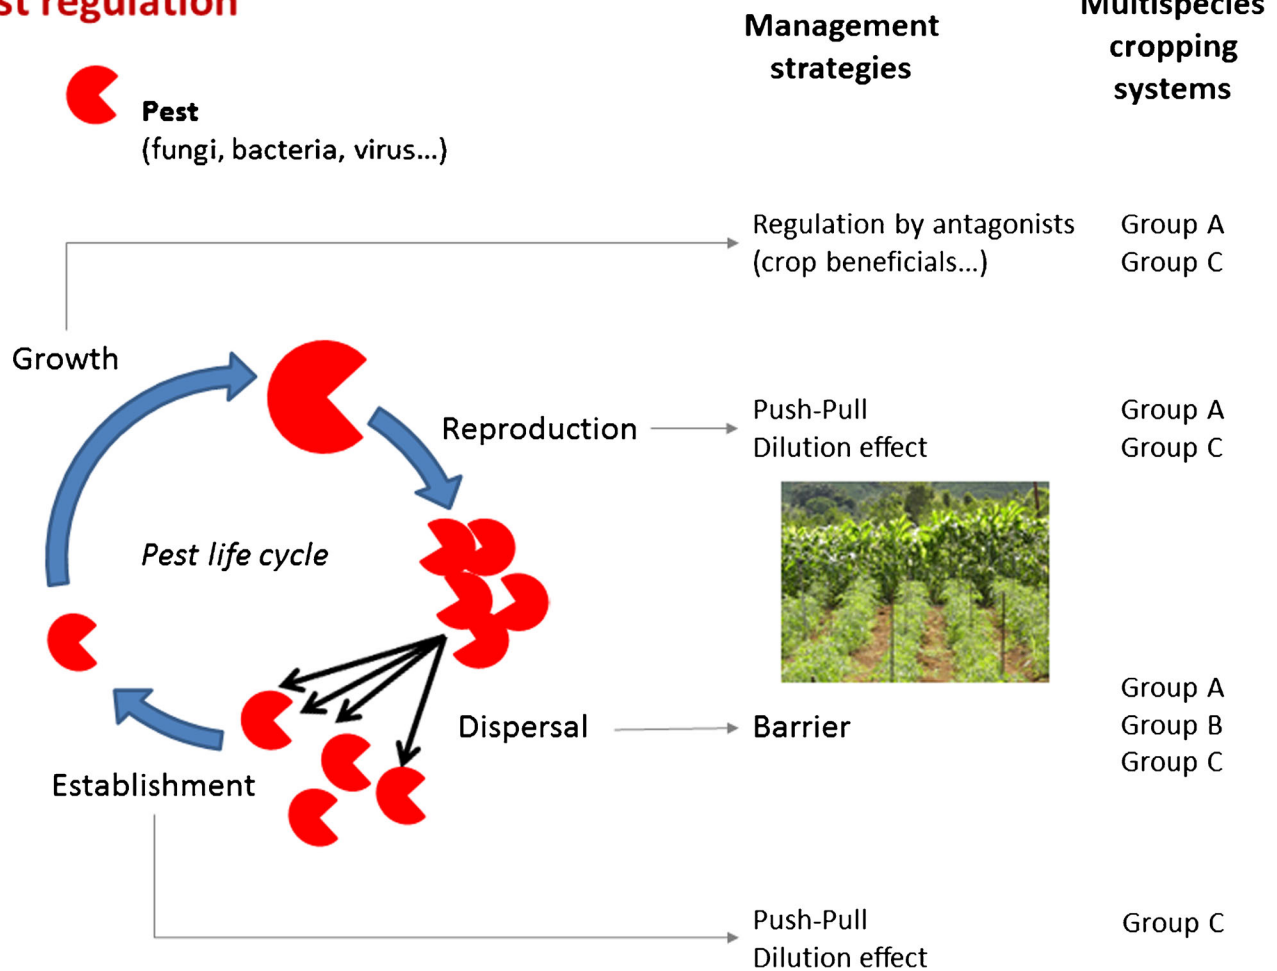 regulation
Management
strategies
Multispecies
cropping
systems
Pest
(fungi, bacteria, virus...)
Regulation by antagonists
(crop beneficials...)
Group A
Group C
Growth
Reproduction
Push-Pull
Dilution effect
Group A
Group C
Pest life cycle
Dispersal
Barrier
Group A
Group B
Group C
Establishment
Push-Pull
Dilution effect
Group C